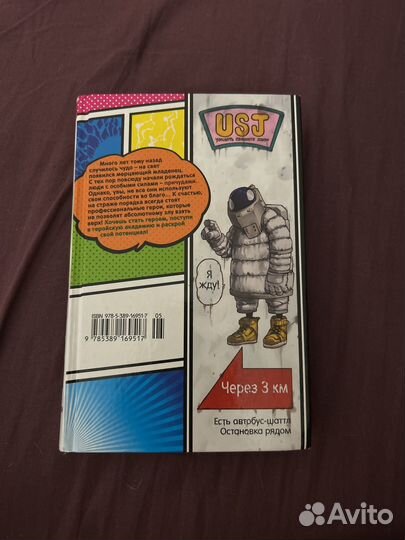 USJ
Много лет тому назад
случилось чудо – на свет
появился мерцающий младенец.
С тех пор повсюду начали рождаться
люди с особыми силами – причудами.
Однако, увы, не все они используют
свои способности во благо... К счастью,
на страже порядка всегда стоят
профессиональные герои, которые
не позволят абсолютному злу взять
верх! Хочешь стать героем, поступи
в геройскую академию и раскрой
свой потенциал!
Я
жду!
ISBN 978-5-389-16951-7
05
9 785389 169517
Через 3 км
Есть автобус-шаттл
Остановка рядом
Avito